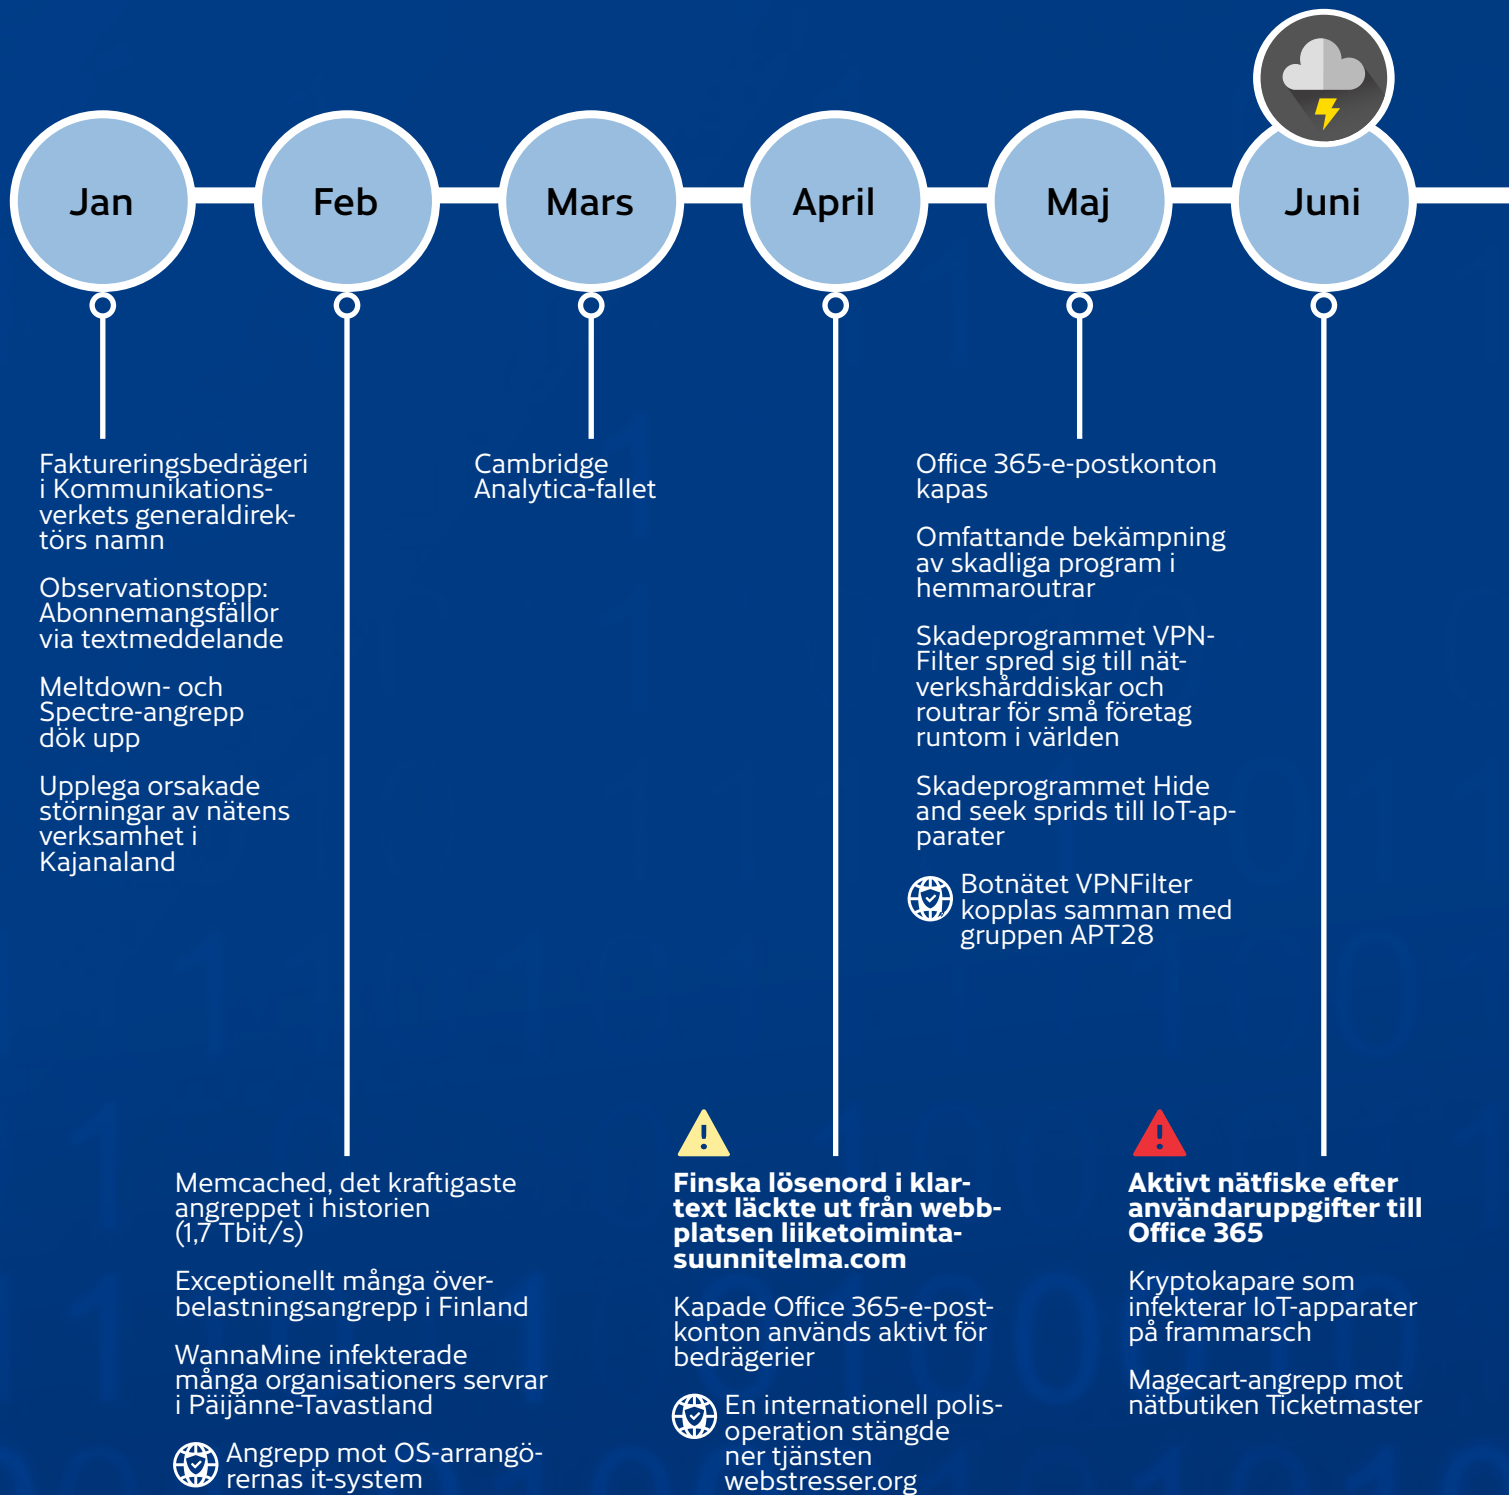 Jan
Feb
Mars
April
Maj
Juni
Faktureringsbedrägeri
i Kommunikations-
verkets generaldirek-
törs namn
Observationstopp:
Abonnemangsfällor
via textmeddelande
Meltdown- och
Spectre-angrepp
dök upp
Upplega orsakade
störningar av nätens
verksamhet i
Kajanaland
Memcached, det kraftigaste
angreppet i historien
(1,7 Tbit/s)
Exceptionellt många över-
belastningsangrepp i Finland
WannaMine infekterade
många organisationers servrar
i Päijänne-Tavastland
Angrepp mot OS-arrangö-
rernas it-system
Cambridge
Analytica-fallet
Finska lösenord i klar-
text läckte ut från webb-
platsen liiketoiminta-
suunnitelma.com
Kapade Office 365-e-post-
konton används aktivt för
bedrägerier
En internationell polis-
operation stängde
ner tjänsten
webstresser.org
Office 365-e-postkonton
kapas
Omfattande bekämpning
av skadliga program i
hemmaroutrar
Skadeprogrammet VPN-
Filter spred sig till nät-
verkshårddiskar och
routrar för små företag
runtom i världen
Skadeprogrammet Hide
and seek sprids till IoT-ap-
parater
Botnätet VPNFilter
kopplas samman med
gruppen APT28
Aktivt nätfiske efter
användaruppgifter till
Office 365
Kryptokapare som
infekterar IoT-apparater
på frammarsch
Magecart-angrepp mot
nätbutiken Ticketmaster